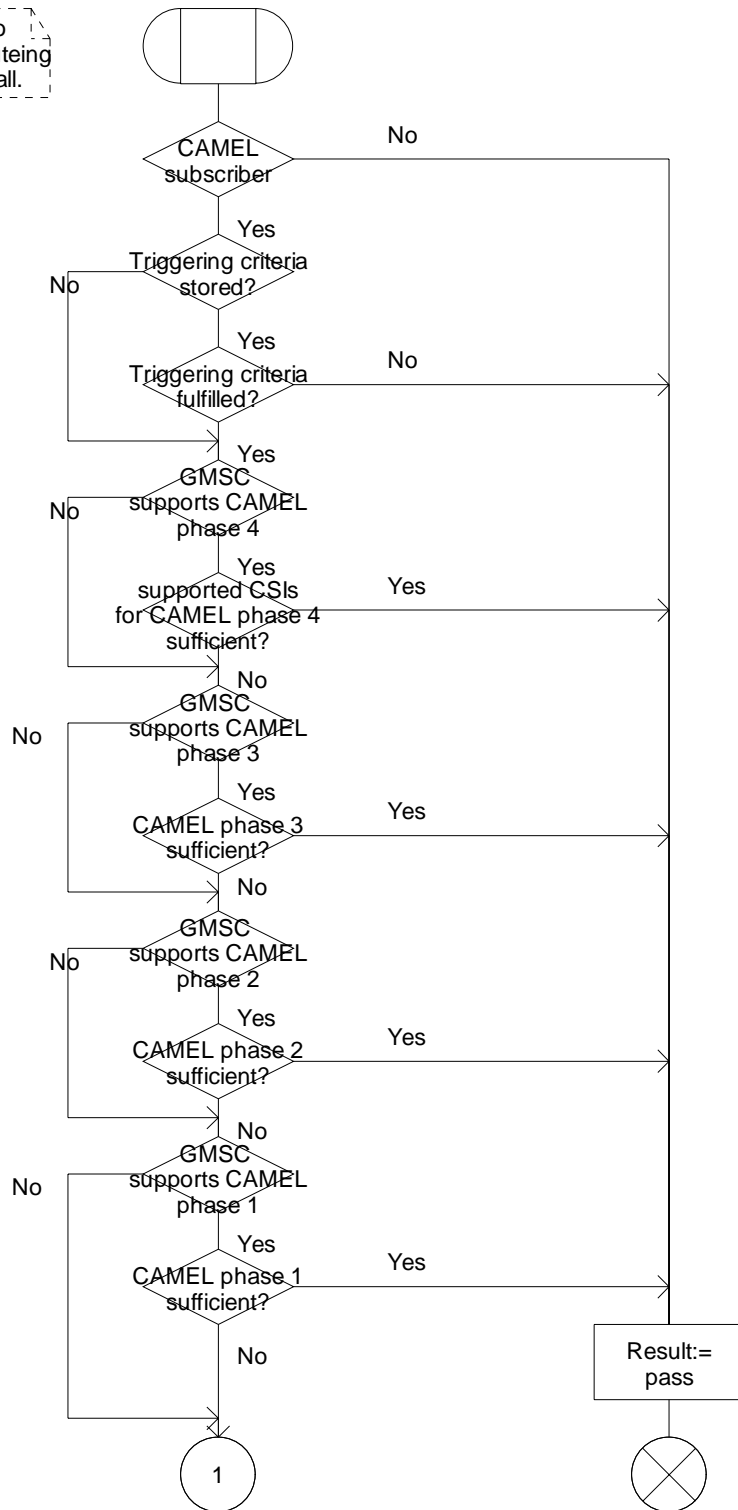 all.
CAMEL
subscriber
No
Yes
Triggering criteria
stored?
No
Yes
Triggering criteria
fulfilled?
No
Yes
GMSC
supports CAMEL
phase 4
No
Yes
supported CSIs
for CAMEL phase 4
sufficient?
Yes
No
GMSC
supports CAMEL
phase 3
No
Yes
CAMEL phase 3
sufficient?
Yes
No
GMSC
supports CAMEL
phase 2
No
Yes
CAMEL phase 2
sufficient?
Yes
No
GMSC
supports CAMEL
phase 1
No
Yes
CAMEL phase 1
sufficient?
Yes
No
Result:=
pass
1